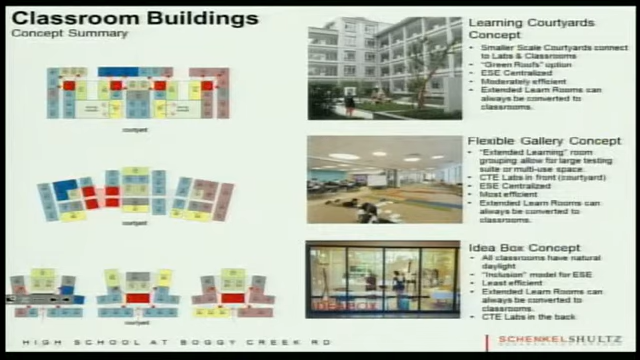 Classroom Buildings
Concept Summary
courtyard
courtyard
courtyard
Learning Courtyards
Concept
• Smaller Scale Courtyards connect
to Labs & Classrooms
• "Green Roofs" option
• ESE Centralized
• Moderately efficient
• Extended Learn Rooms can
always be converted to
classrooms.
Flexible Gallery Concept
• "Extended Learning" room
grouping allow for large testing
suite or multi-use space.
• CTE Labs in front (courtyard)
• ESE Centralized
• Most efficient
• Extended Learn Rooms can
always be converted to
classrooms.
IDEABOX
Idea Box Concept
• All classrooms have natural
daylight
• "Inclusion" model for ESE
• Least efficient
• Extended Learn Rooms can
always be converted to
classrooms.
• CTE Labs in the back
HIGH SCHOOL AT BOGGY CREEK RD
SCHENKELSHULTZ